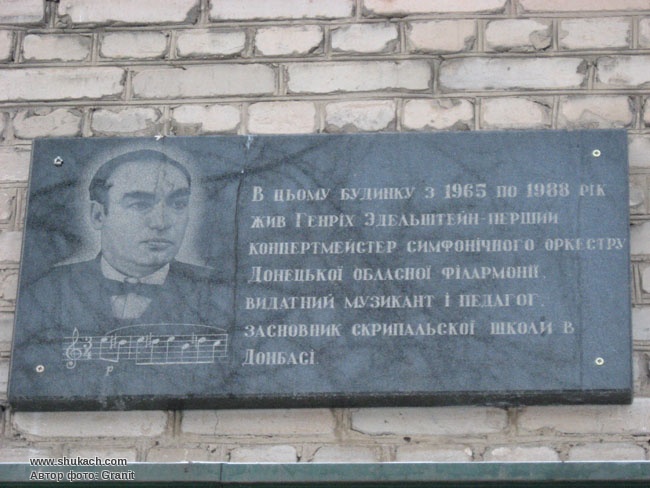 В цьому будинку з 1965 по 1988 рік
жив Генріх Эдельштейн-перший
концертмейстер симфонічного оркестру
Донецької обласної філармонії,
видатний музикант і педагог,
засновник скрипальської школи в
Донбасі
p
www.shukach.com
Автор фото- Granit